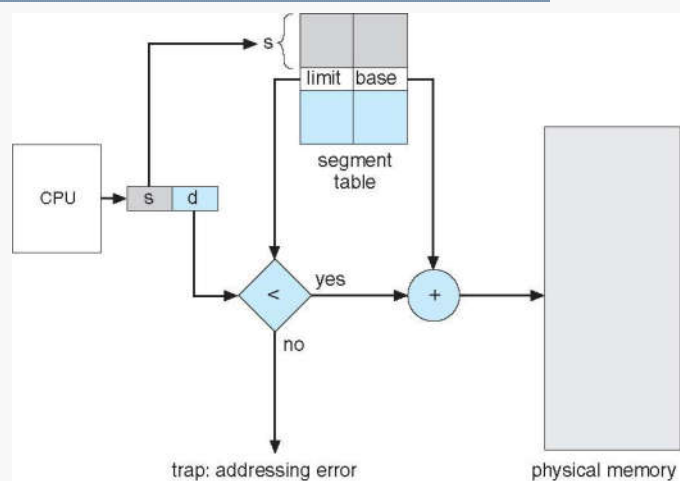 s
limit base
segment
table
CPU
s d
<
yes
+
no
trap: addressing error
physical memory